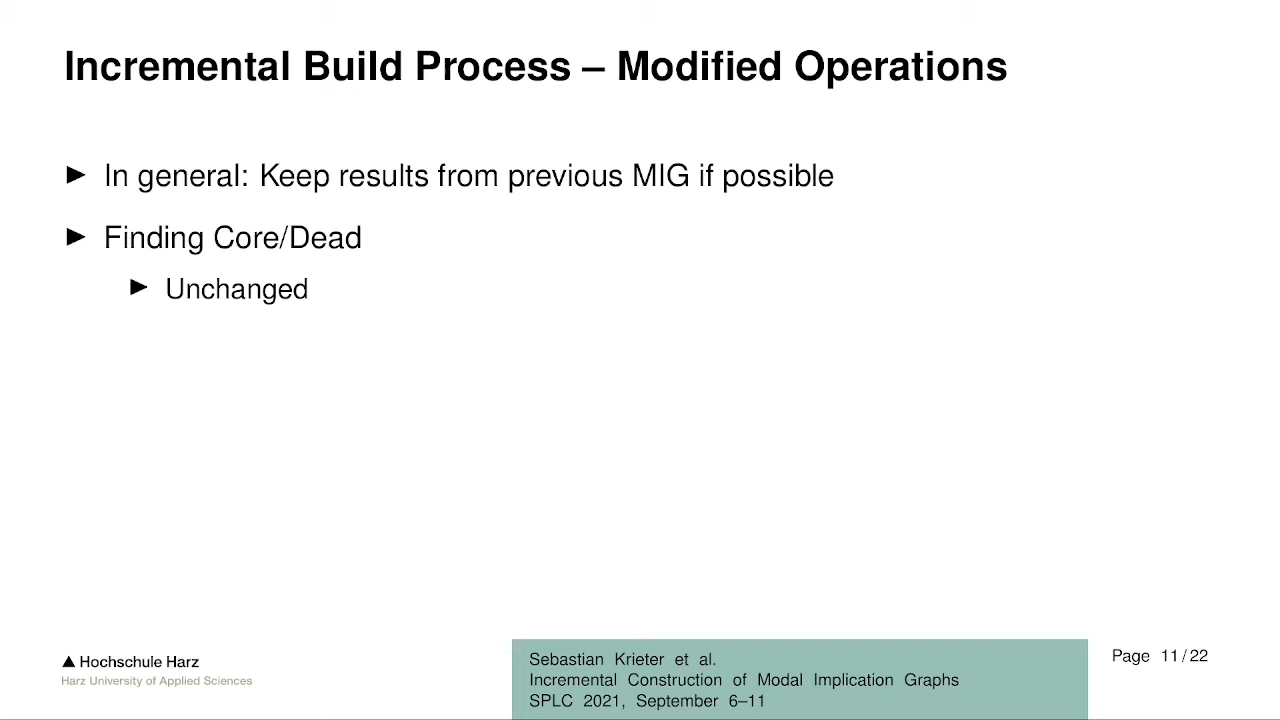 Incremental Build Process – Modified Operations
► In general: Keep results from previous MIG if possible
► Finding Core/Dead
► Unchanged
Hochschule Harz
Harz University of Applied Sciences
Sebastian Krieter et al.
Incremental Construction of Modal Implication Graphs
SPLC 2021, September 6–11
Page 11/22